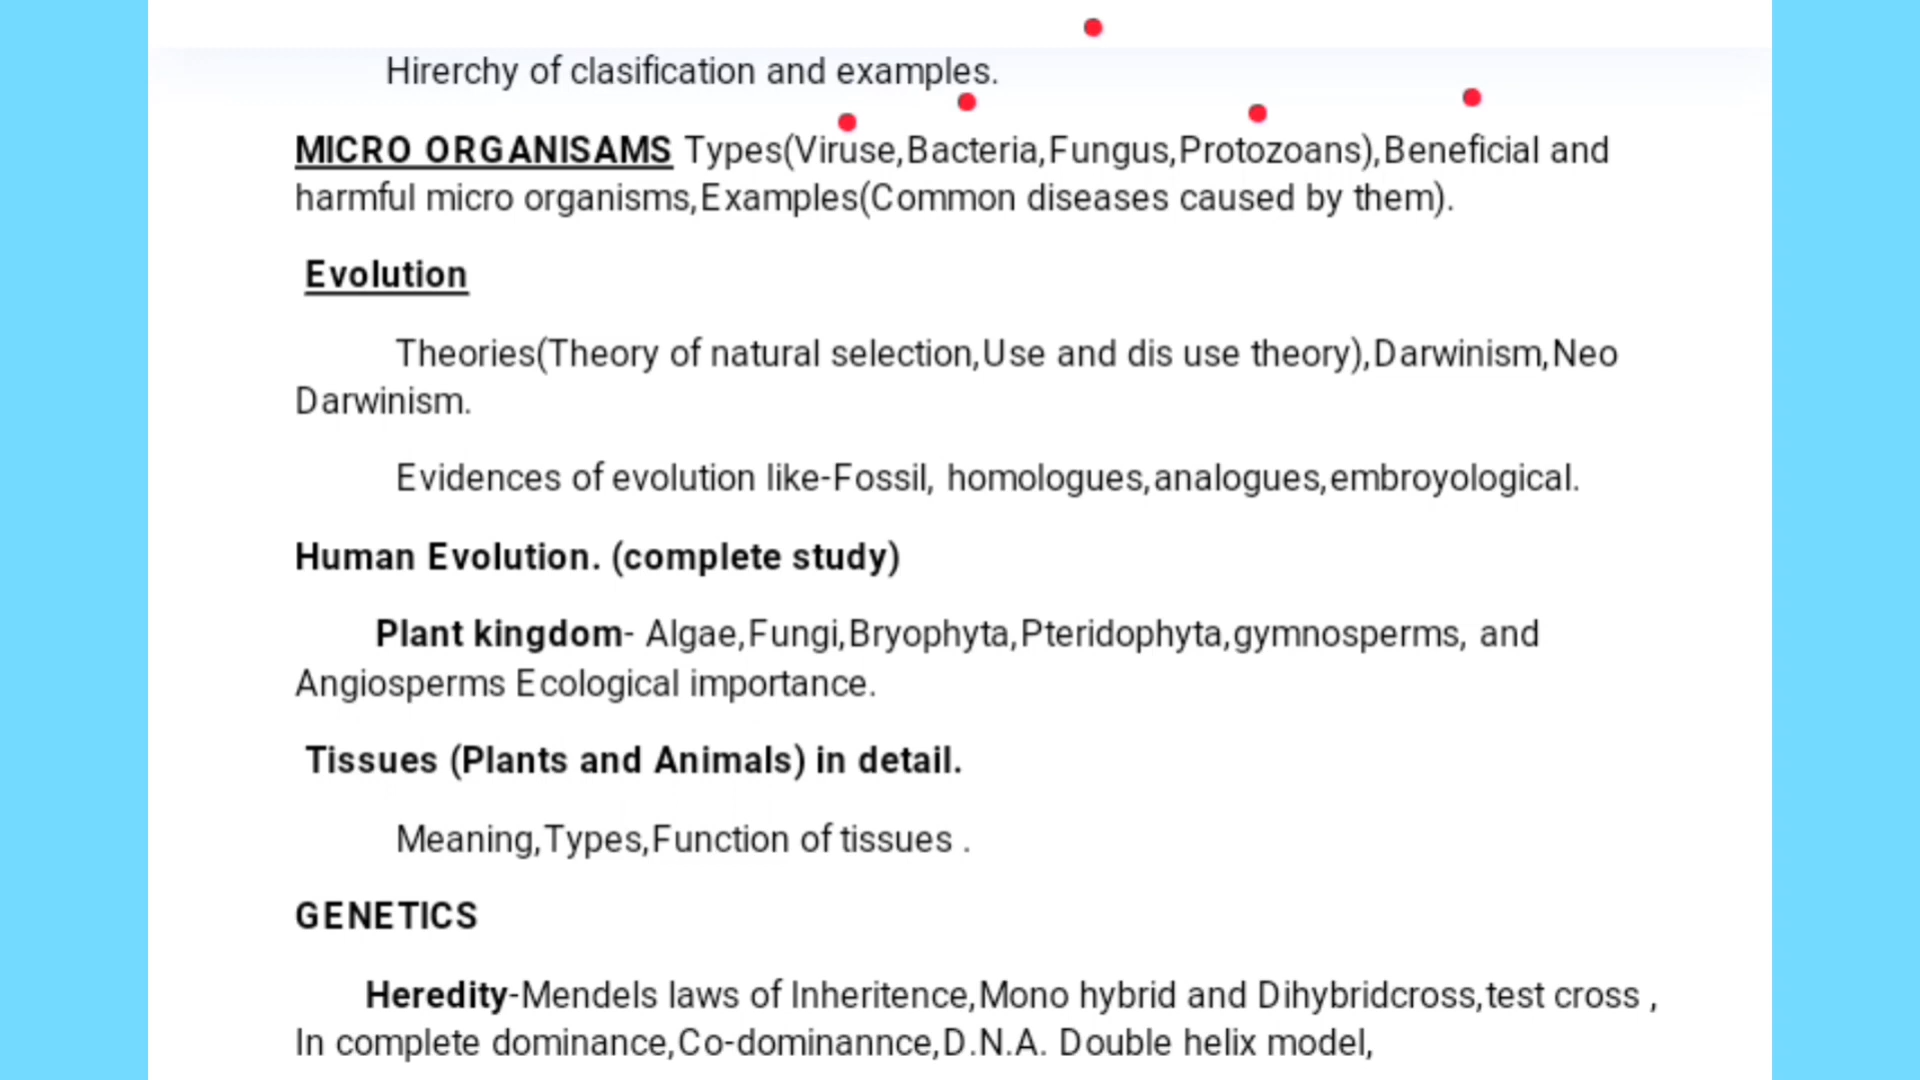 Hirerchy of clasification and examples.
MICRO ORGANISAMS Types(Viruse,Bacteria,Fungus,Protozoans),Beneficial and
harmful micro organisms,Examples(Common diseases caused by them).
Evolution
Theories(Theory of natural selection,Use and dis use theory),Darwinism,Neo
Darwinism.
Evidences of evolution like-Fossil, homologues,analogues,embroyological.
Human Evolution. (complete study)
Plant kingdom- Algae,Fungi,Bryophyta,Pteridophyta,gymnosperms, and
Angiosperms Ecological importance.
Tissues (Plants and Animals) in detail.
Meaning,Types,Function of tissues .
GENETICS
Heredity-Mendels laws of Inheritence,Mono hybrid and Dihybridcross,test cross ,
In complete dominance,Co-dominannce,D.N.A. Double helix model,